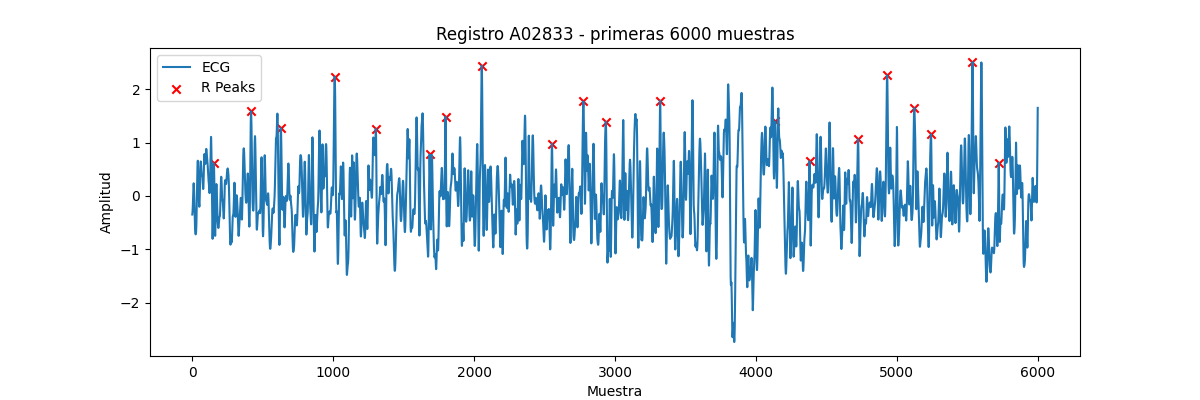 Registro A02833 - primeras 6000 muestras
ECG
R Peaks
Amplitud
2
1
0
−1
−2
0 1000 2000 3000 4000 5000 6000
Muestra